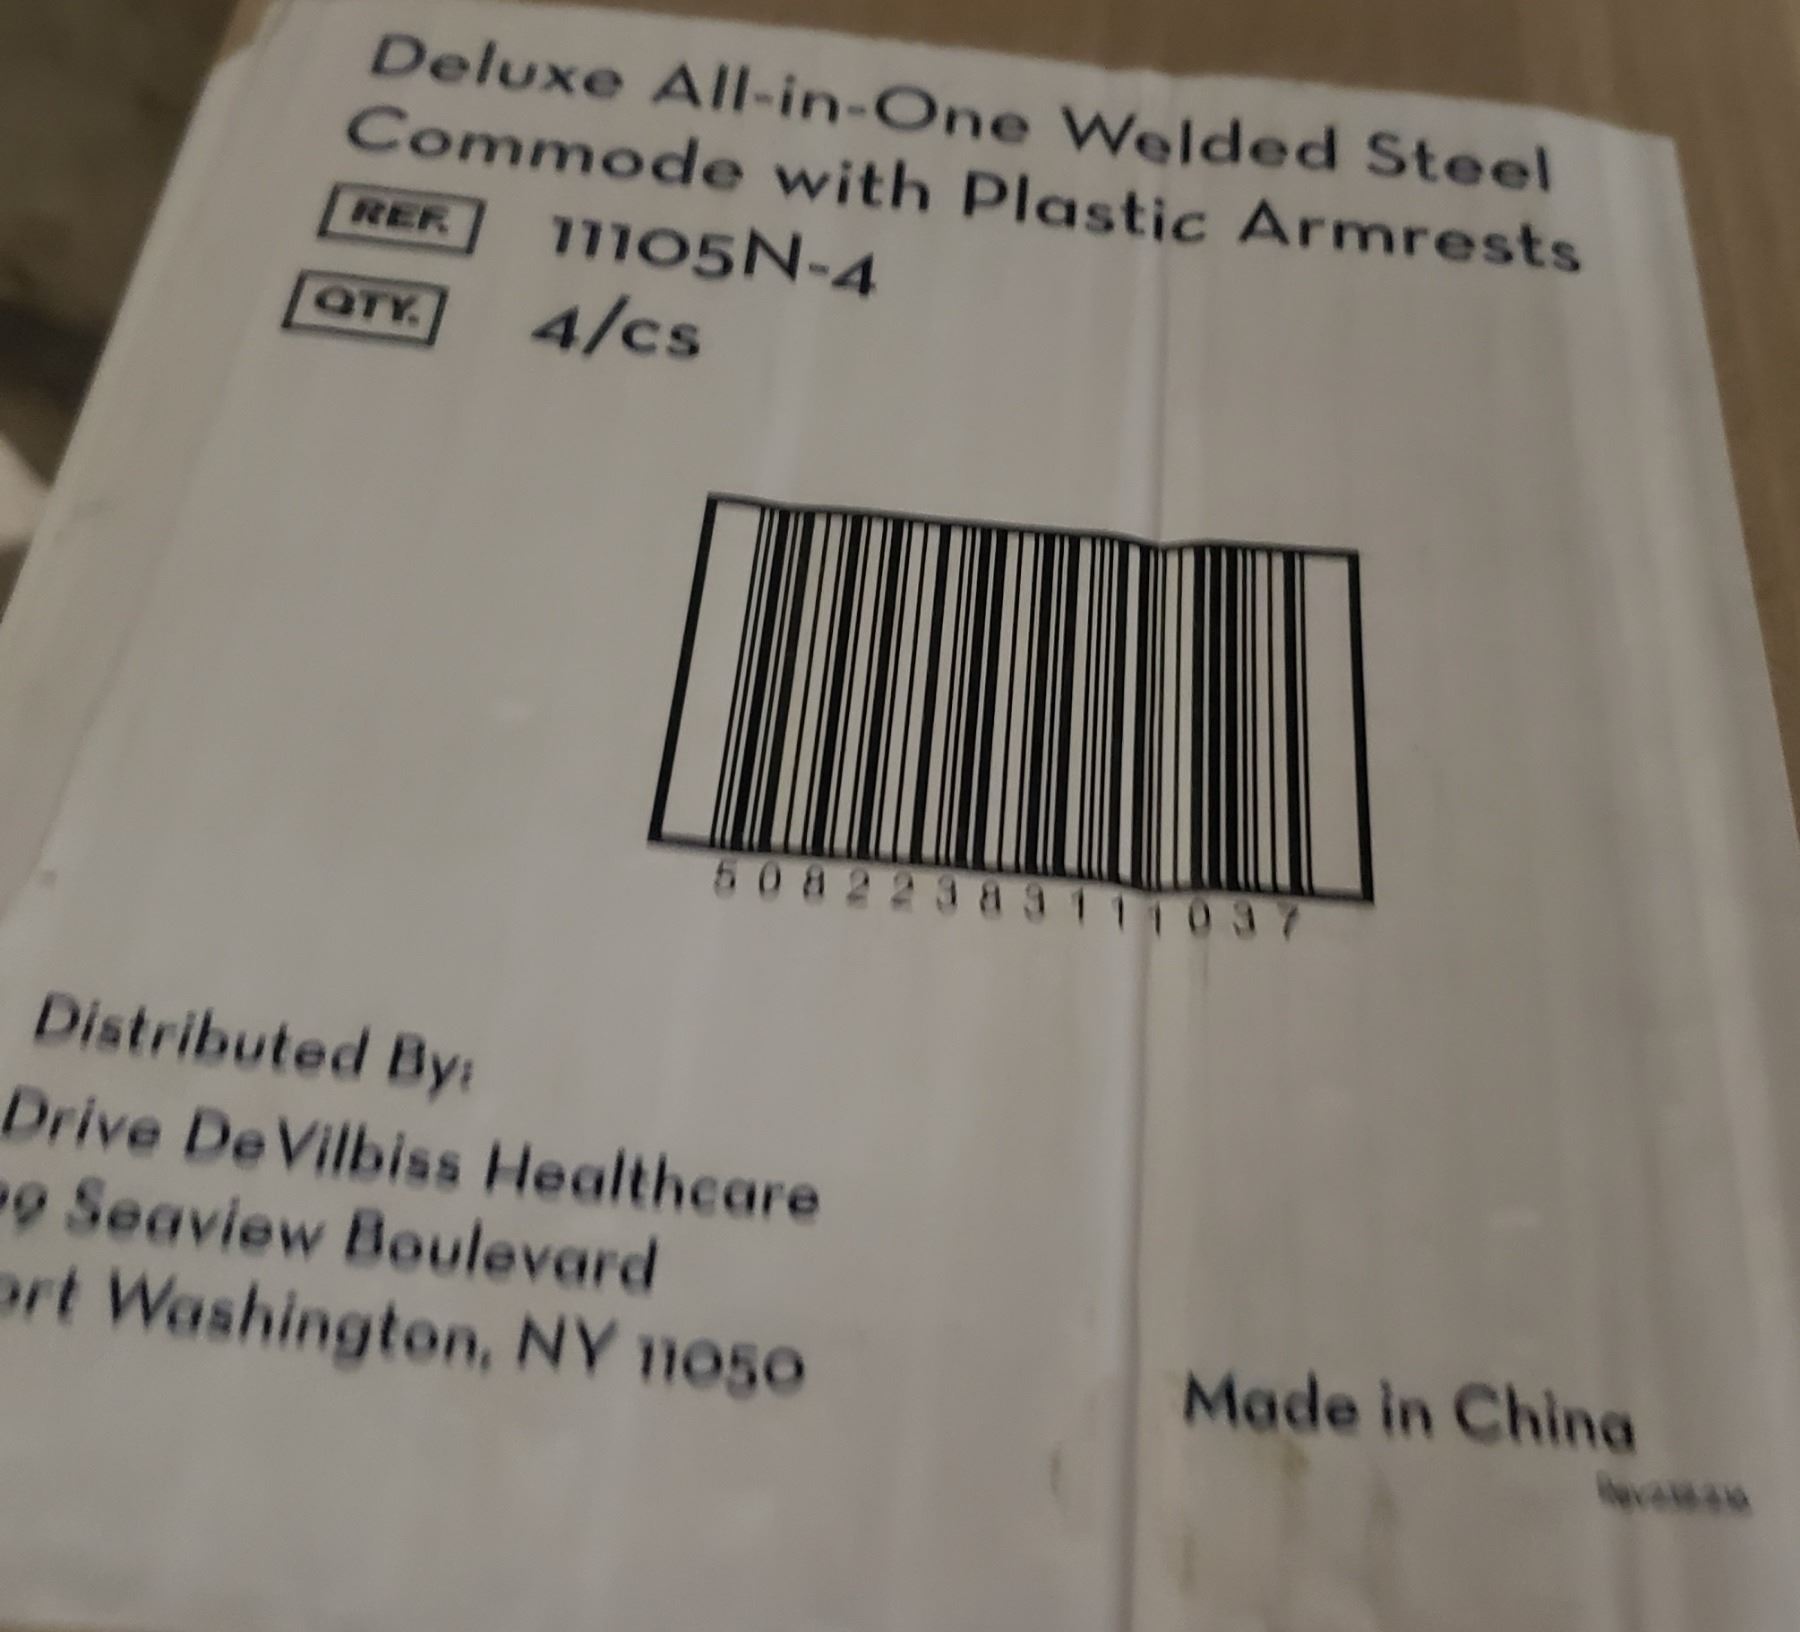 Deluxe All-in-One Welded Steel
Commode with Plastic Armrests
REF. 11105N-4
QTY. 4/cs
50822383111037
Distributed By:
Drive DeVilbiss Healthcare
Seaview Boulevard
Washington, NY 11050
Made in China